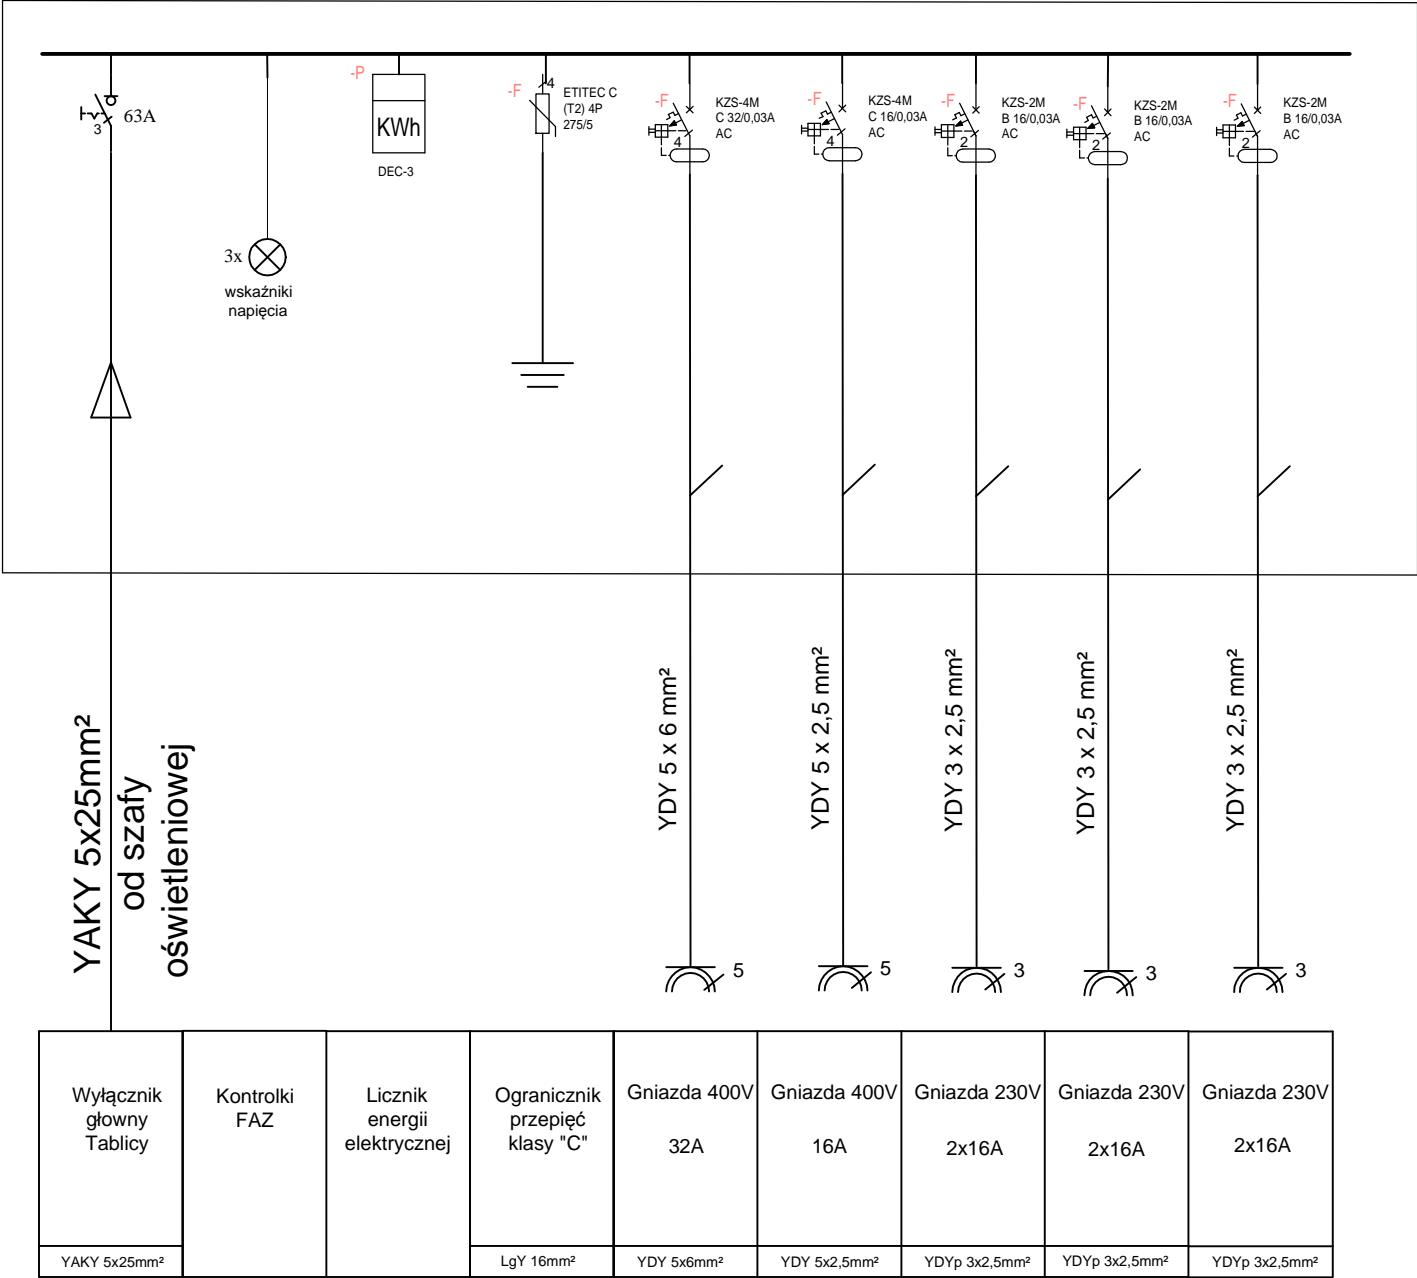 3
63A
3x
wskaźniki
napięcia
-P
KWh
DEC-3
-F
4
ETITEC C
(T2) 4P
275/5
-F
4
KZS-4M
C 32/0,03A
AC
-F
4
KZS-4M
C 16/0,03A
AC
-F
2
KZS-2M
B 16/0,03A
AC
-F
2
KZS-2M
B 16/0,03A
AC
-F
2
KZS-2M
B 16/0,03A
AC
YAKY 5x25mm²
od szafy
oświetleniowej
YDY 5 x 6 mm²
YDY 5 x 2,5 mm²
YDY 3 x 2,5 mm²
YDY 3 x 2,5 mm²
YDY 3 x 2,5 mm²
5
5
3
3
3
Wyłącznik
głowny
Tablicy
Kontrolki
FAZ
Licznik
energii
elektrycznej
Ogranicznik
przepięć
klasy "C"
Gniazda 400V
32A
Gniazda 400V
16A
Gniazda 230V
2x16A
Gniazda 230V
2x16A
Gniazda 230V
2x16A
YAKY 5x25mm²
LgY 16mm²
YDY 5x6mm²
YDY 5x2,5mm²
YDYp 3x2,5mm²
YDYp 3x2,5mm²
YDYp 3x2,5mm²